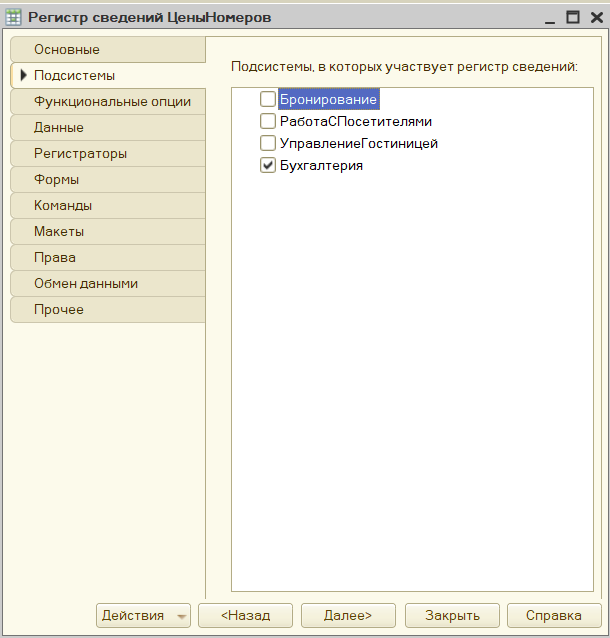 Регистр сведений ЦеныНомеров
Основные
Подсистемы
Функциональные опции
Данные
Регистраторы
Формы
Команды
Макеты
Права
Обмен данными
Прочее
Подсистемы, в которых участвует регистр сведений:
Бронирование
РаботаСПосетителями
УправлениеГостиницей
Бухгалтерия
Действия
<Назад
Далее>
Закрыть
Справка